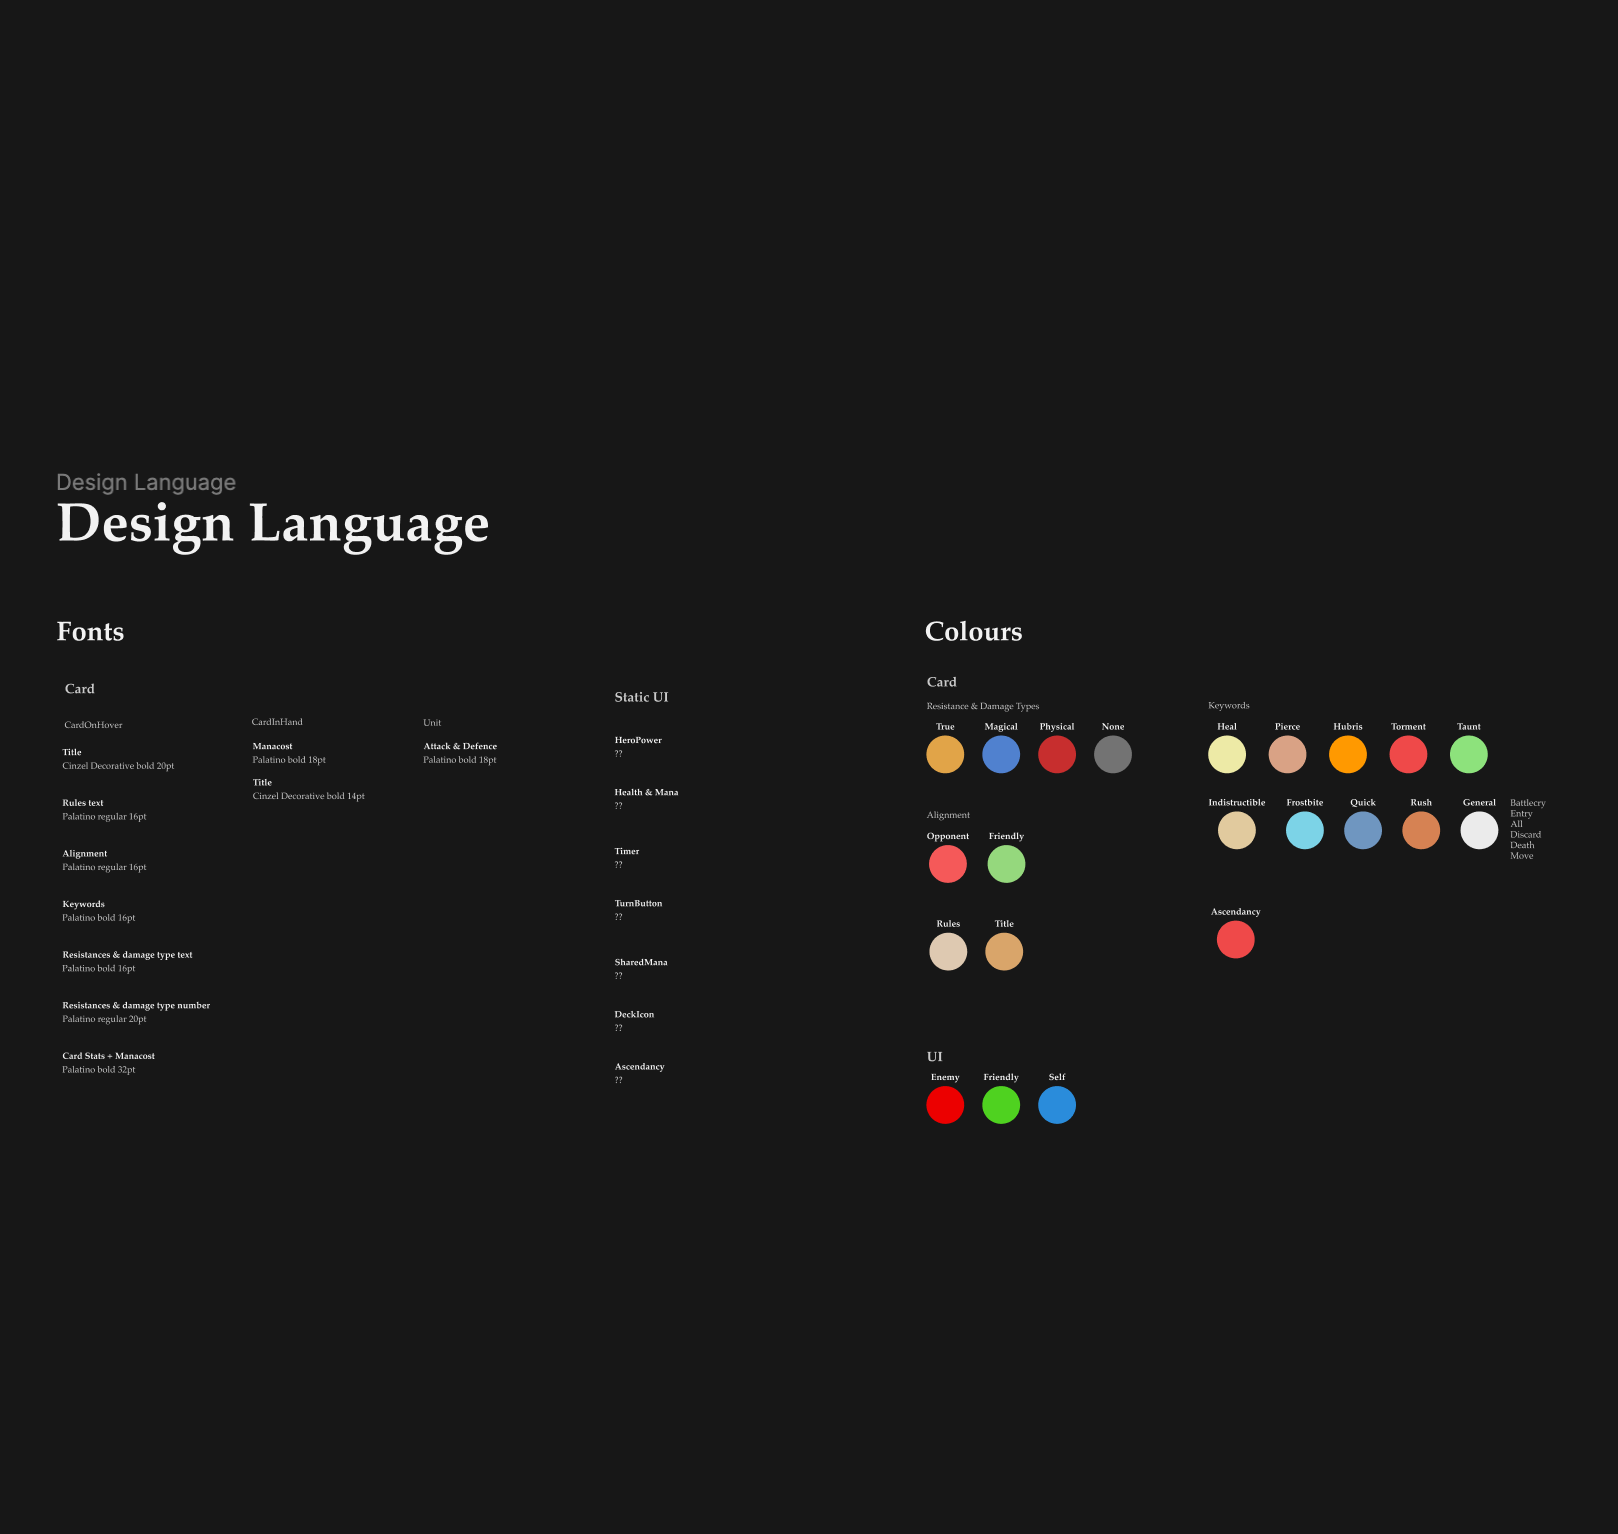 Design Language
Design Language
Fonts
Card
CardOnHover
Title
Cinzel Decorative bold 20pt
Rules text
Palatino regular 16pt
Alignment
Palatino regular 16pt
Keywords
Palatino bold 16pt
Resistances & damage type text
Palatino bold 16pt
Resistances & damage type number
Palatino regular 20pt
Card Stats + Manacost
Palatino bold 32pt
CardInHand
Manacost
Palatino bold 18pt
Title
Cinzel Decorative bold 14pt
Unit
Attack & Defence
Palatino bold 18pt
Static UI
HeroPower
??
Health & Mana
??
Timer
??
TurnButton
??
SharedMana
??
DeckIcon
??
Ascendancy
??
Colours
Card
Resistance & Damage Types
True Magical Physical None
Alignment
Opponent Friendly
Rules Title
Keywords
Heal Pierce Hubris Torment Taunt
Indistructible Frostbite Quick Rush General
Battlecry
Entry
All
Discard
Death
Move
Ascendancy
UI
Enemy Friendly Self